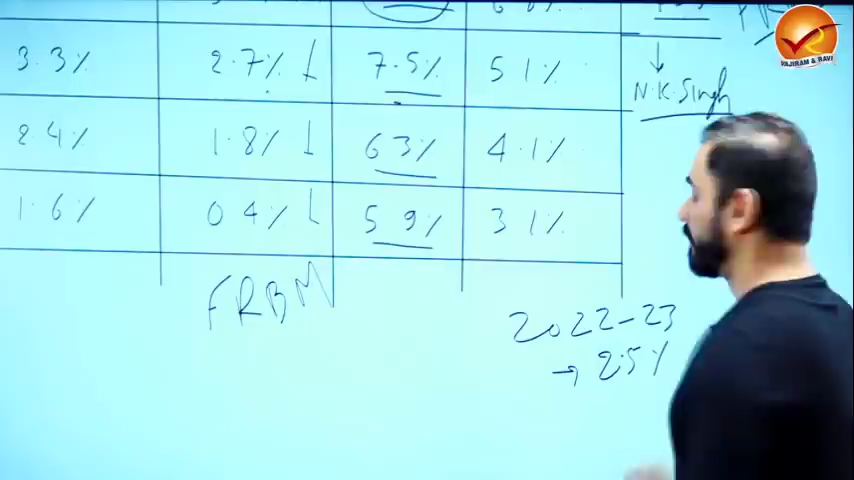 3.3% 2.7% ↓ 7.5% 5.1%
N.K. Singh
2.4% 1.8% ↓ 6.3% 4.1%
1.6% 0.4% ↓ 5.9% 3.1%
FRBM
2022-23
→ 2.5%
VAJIRAM & RAVI